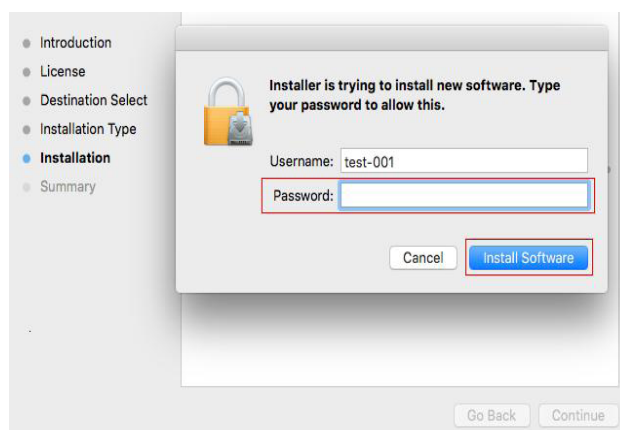 Introduction
License
Destination Select
Installation Type
Installation
Summary
Installer is trying to install new software. Type
your password to allow this.
Username: test-001
Password:
Cancel Install Software
Go Back Continue